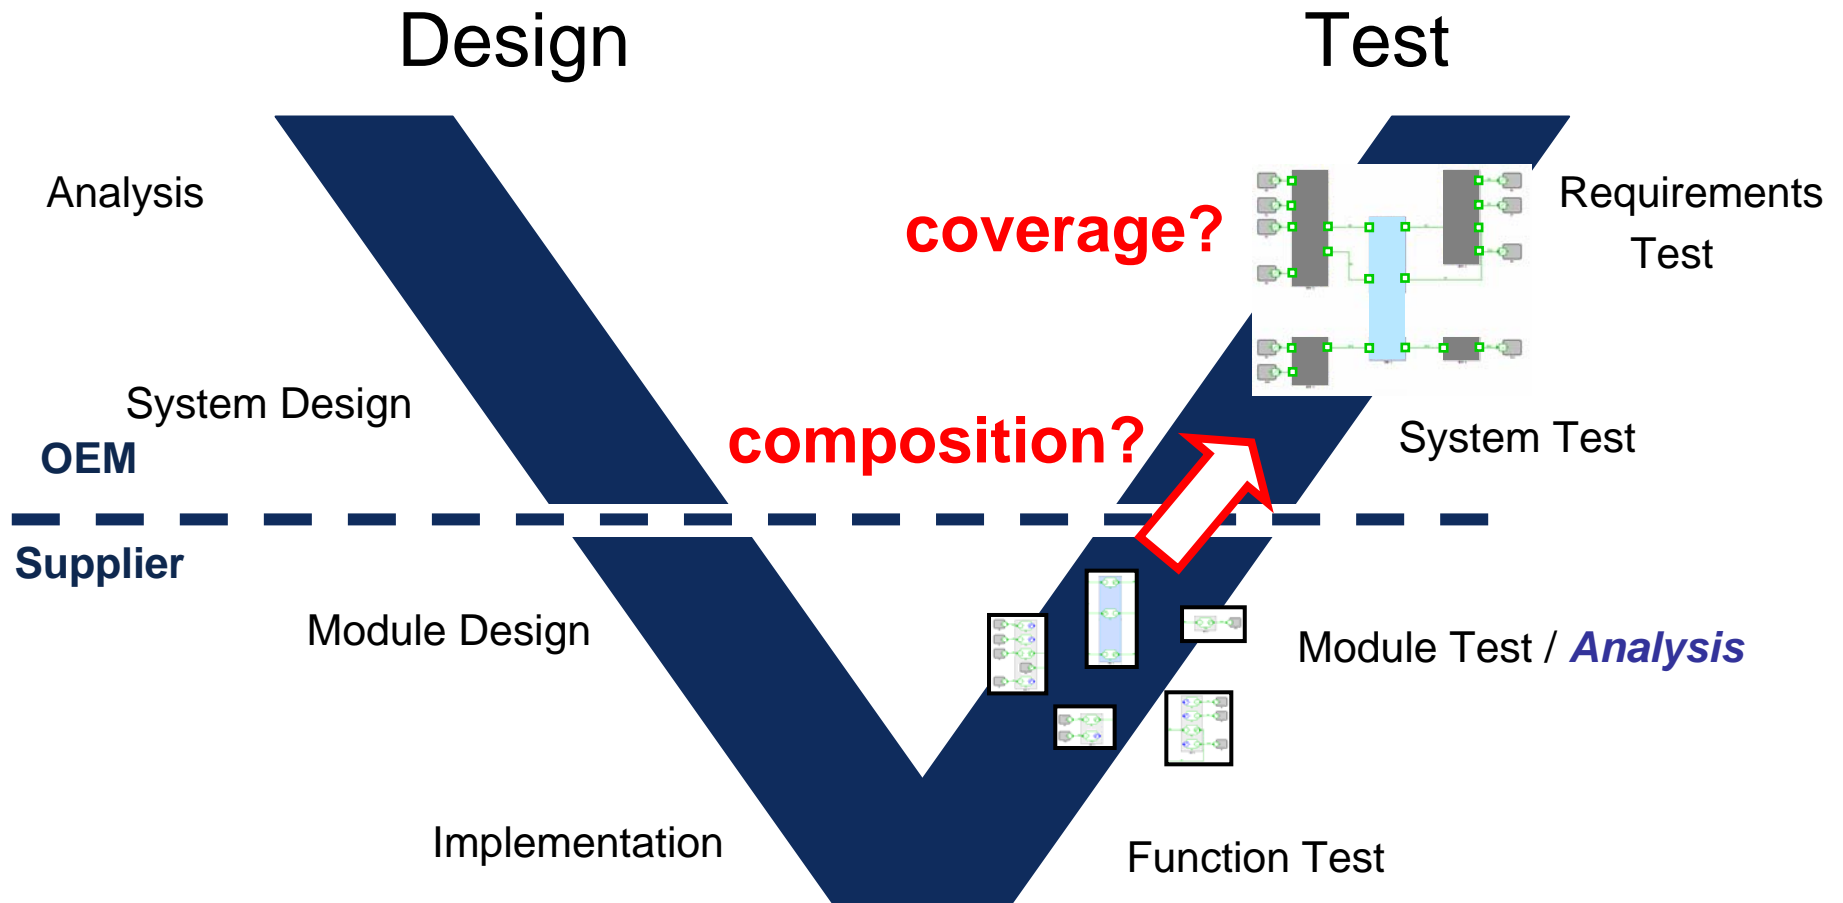 Design
Test
Analysis
Requirements
Test
coverage?
System Design
System Test
composition?
OEM
Supplier
Module Design
Module Test / Analysis
Implementation
Function Test